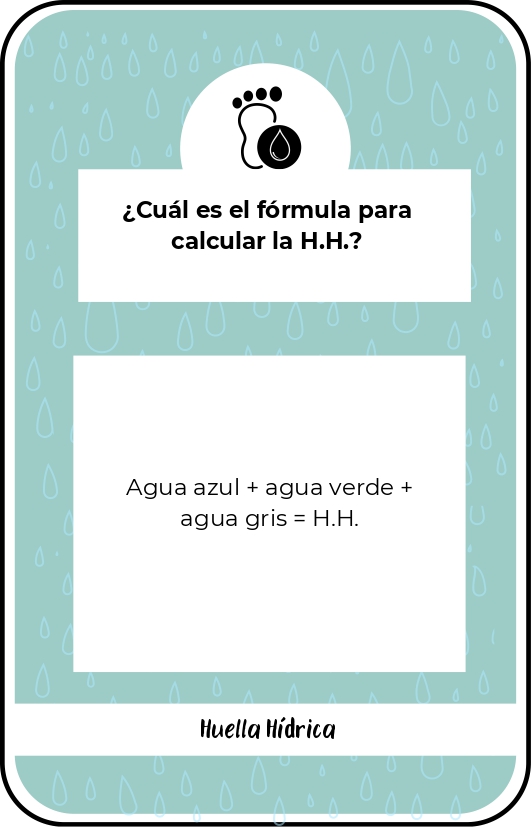 ¿Cuál es el fórmula para
calcular la H.H.?
Agua azul + agua verde +
agua gris = H.H.
Huella Hídrica